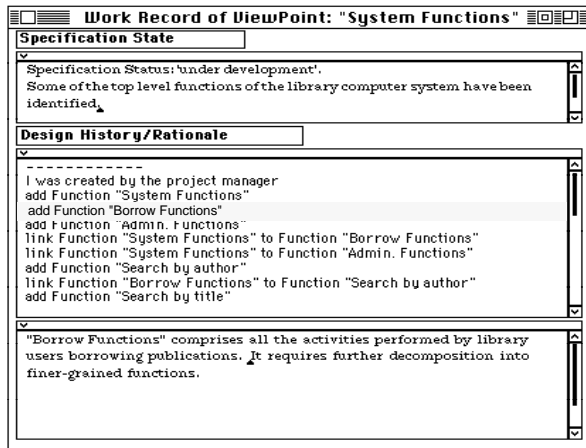 Work Record of ViewPoint: "System Functions"
Specification State
Specification Status: 'under development'.
Some of the top level functions of the library computer system have been
identified.
Design History/Rationale
------------
I was created by the project manager
add Function "System Functions"
add Function "Borrow Functions"
add Function "Admin. Functions"
link Function "System Functions" to Function "Borrow Functions"
link Function "System Functions" to Function "Admin. Functions"
add Function "Search by author"
link Function "Borrow Functions" to Function "Search by author"
add Function "Search by title"
"Borrow Functions" comprises all the activities performed by library
users borrowing publications. It requires further decomposition into
finer-grained functions.